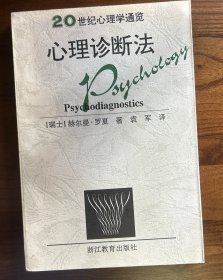 20世纪心理学通览
心理诊断法
Psychology
Psychodiagnostics
[瑞士]赫尔曼·罗夏 著 袁军 译
浙江教育出版社